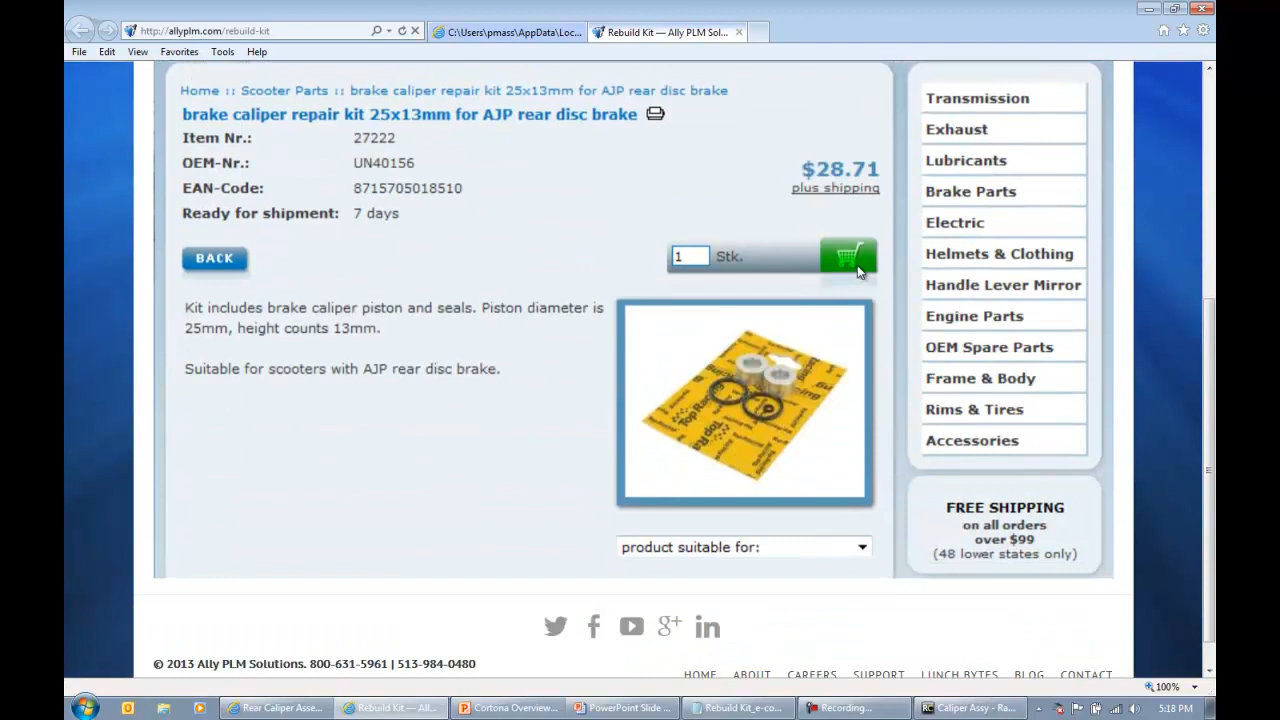 http://allyplm.com/rebuild-kit
C:\Users\pmass\AppData\Loc...
Rebuild Kit — Ally PLM Sol...
File Edit View Favorites Tools Help
Home :: Scooter Parts :: brake caliper repair kit 25x13mm for AJP rear disc brake
brake caliper repair kit 25x13mm for AJP rear disc brake
Item Nr.: 27222
OEM-Nr.: UN40156
EAN-Code: 8715705018510
Ready for shipment: 7 days
$28.71
plus shipping
BACK
1 Stk.
Kit includes brake caliper piston and seals. Piston diameter is
25mm, height counts 13mm.
Suitable for scooters with AJP rear disc brake.
Top Racing
product suitable for:
Transmission
Exhaust
Lubricants
Brake Parts
Electric
Helmets & Clothing
Handle Lever Mirror
Engine Parts
OEM Spare Parts
Frame & Body
Rims & Tires
Accessories
FREE SHIPPING
on all orders
over $99
(48 lower states only)
© 2013 Ally PLM Solutions. 800-631-5961 | 513-984-0480
HOME ABOUT CAREERS SUPPORT LUNCH BYTES BLOG CONTACT
100%
Rear Caliper Asse...
Rebuild Kit — All...
Cortona Overview...
PowerPoint Slide ...
Rebuild Kit_e-co...
Recording...
Caliper Assy - Ra...
5:18 PM